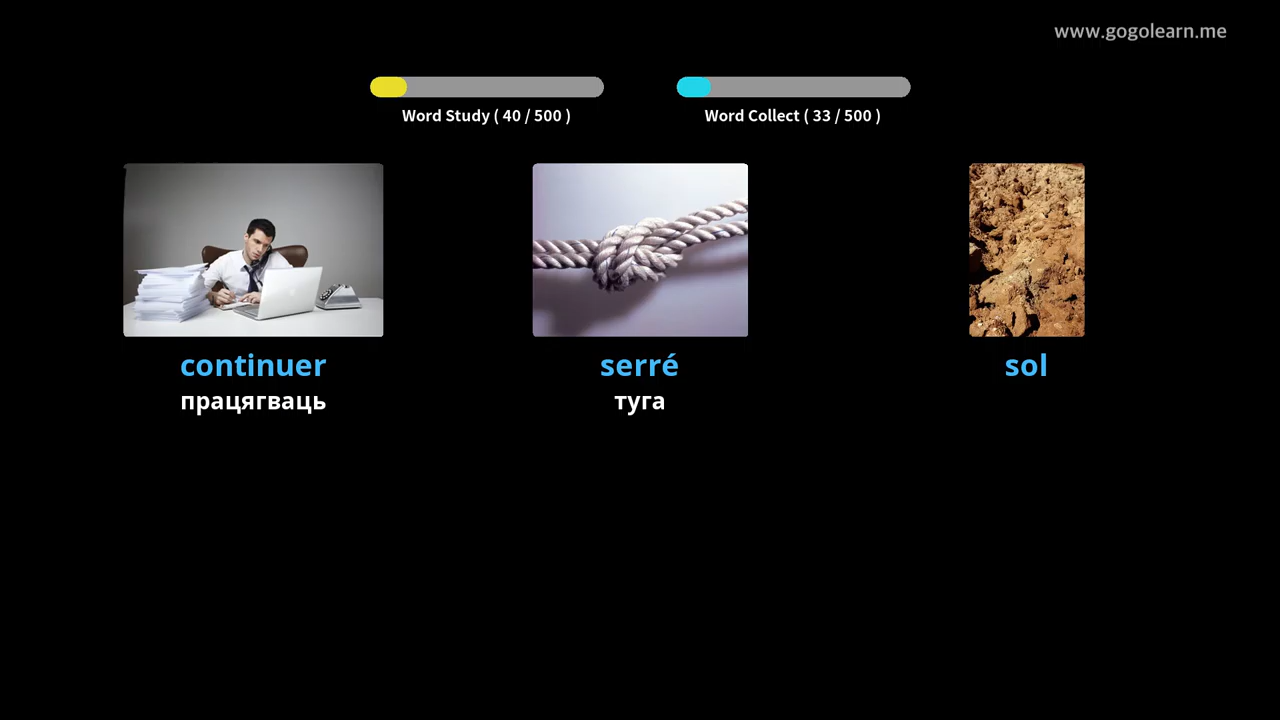 www.gogolearn.me
Word Study ( 40 / 500 )
Word Collect ( 33 / 500 )
continuer
працягваць
serré
туга
sol